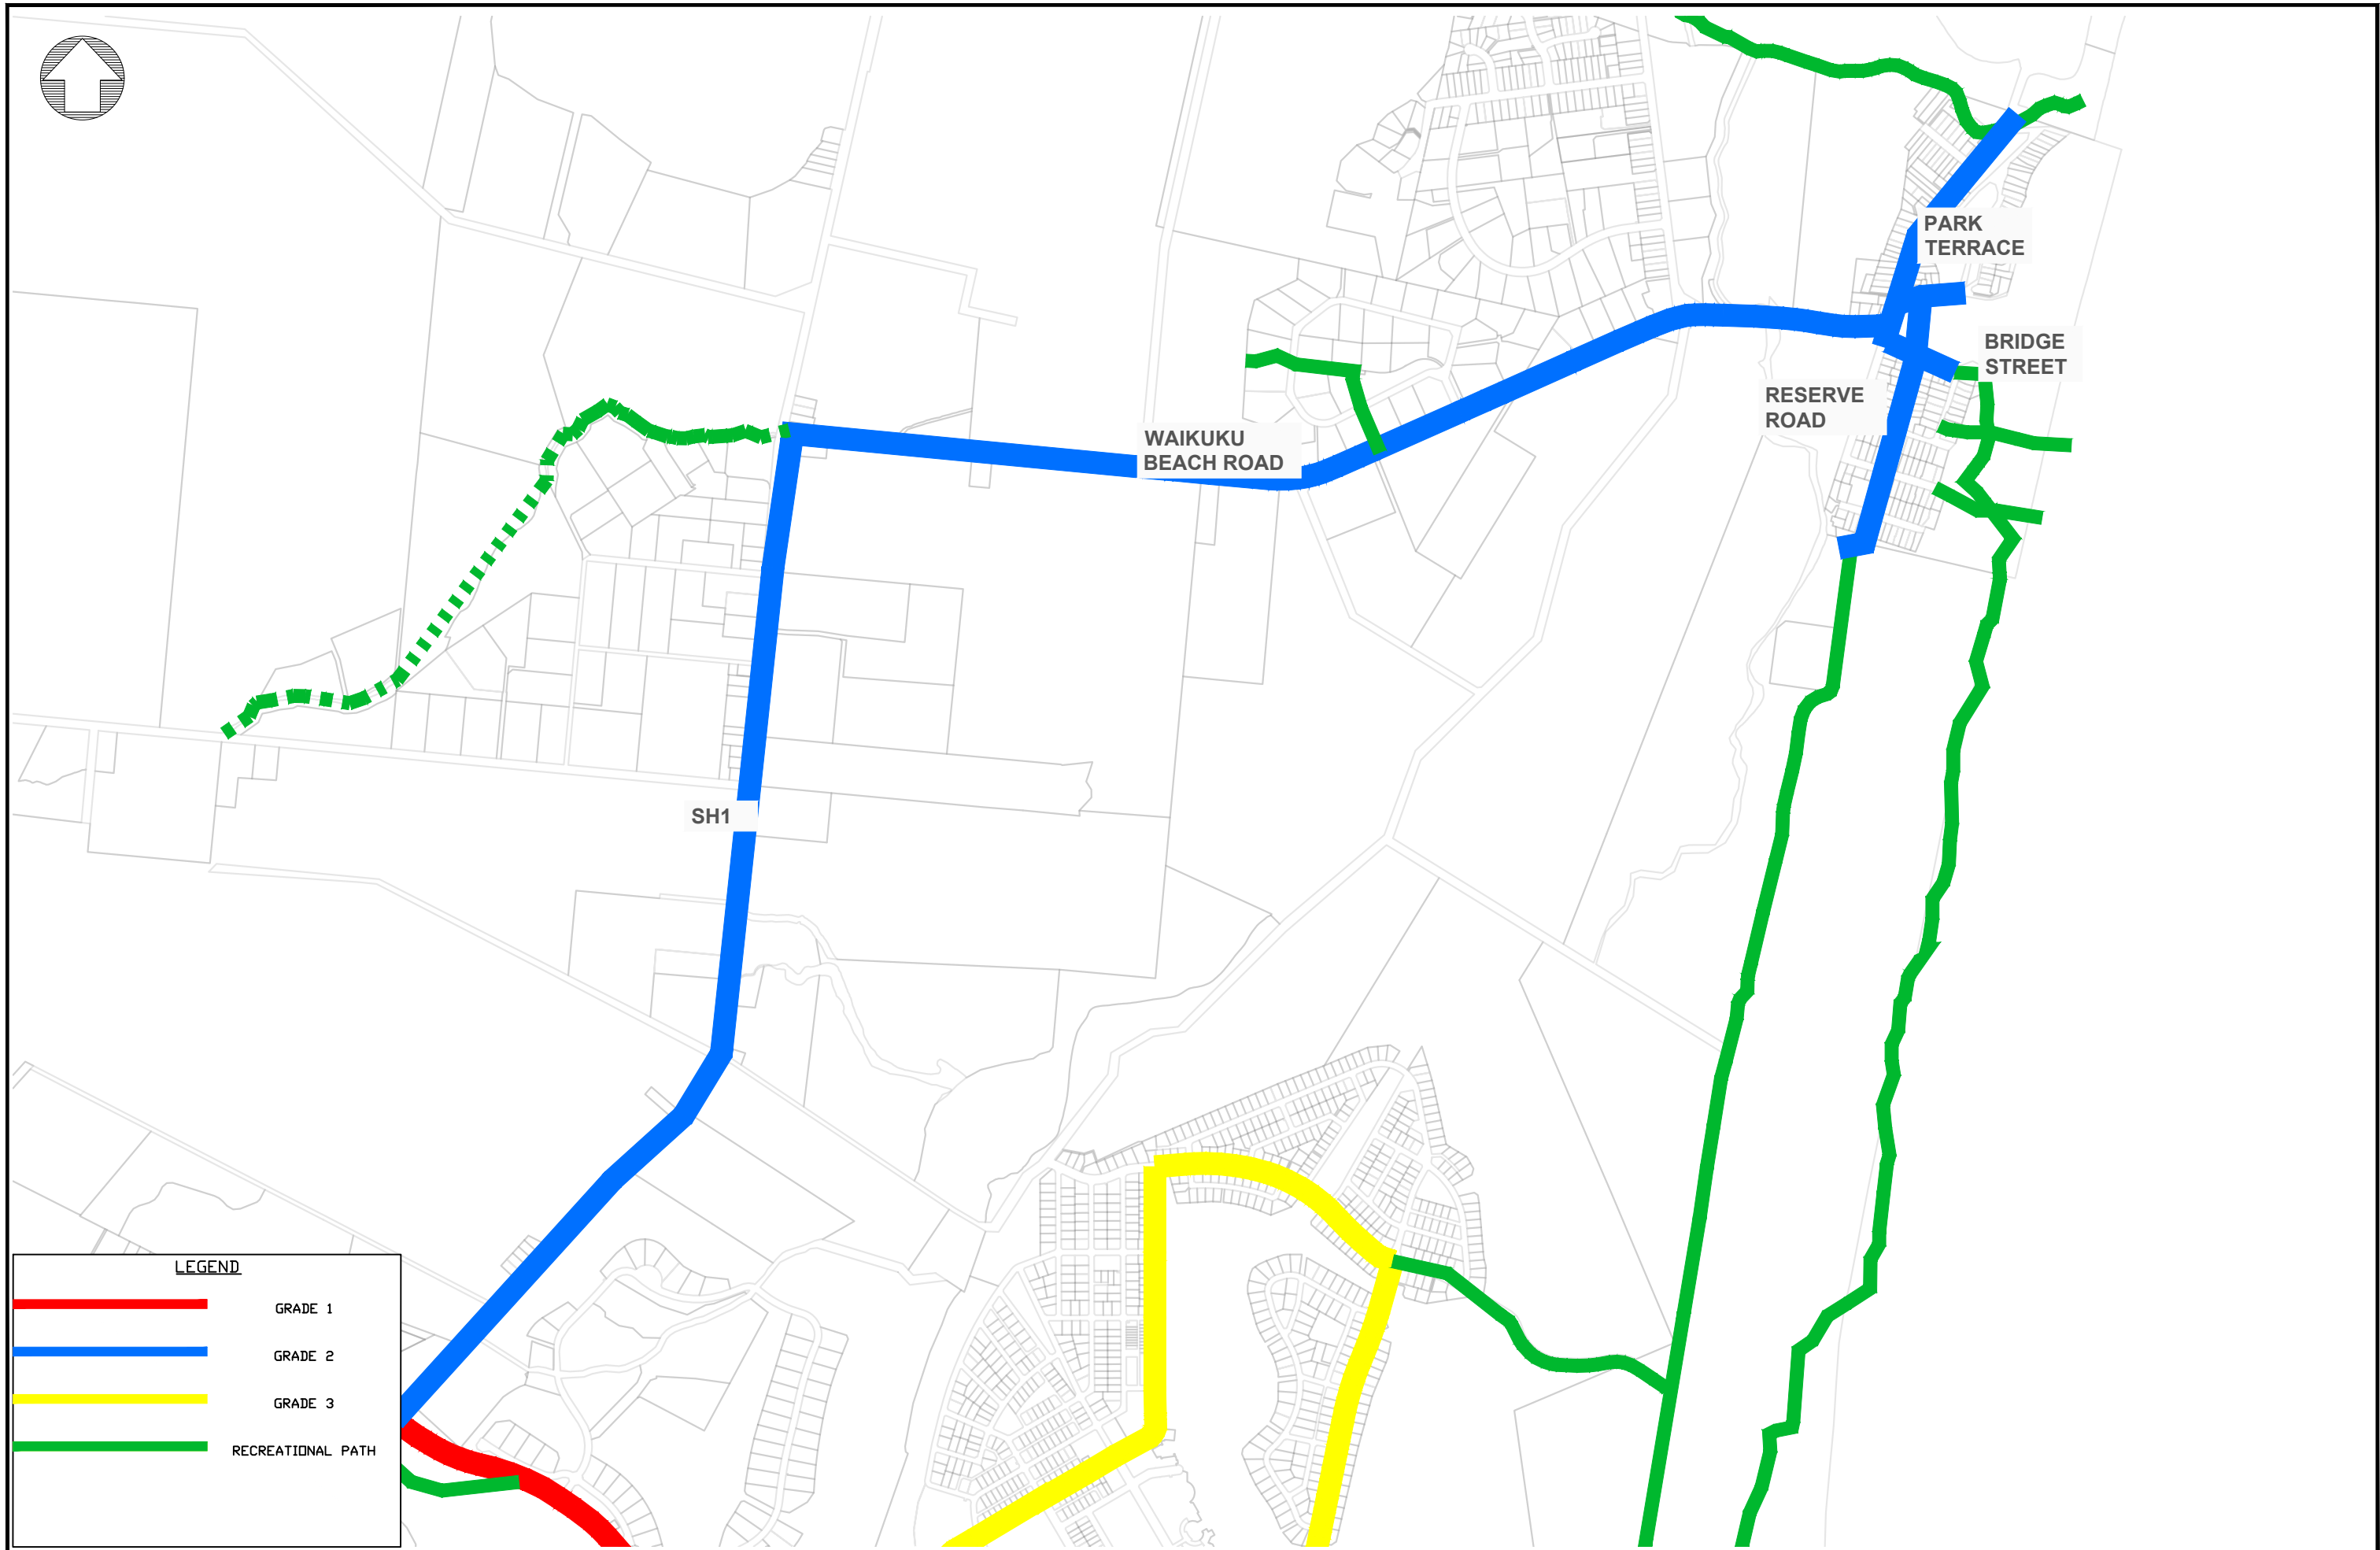 PARK
TERRACE
BRIDGE
STREET
RESERVE
ROAD
WAIKUKU
BEACH ROAD
SH1
LEGEND
GRADE 1
GRADE 2
GRADE 3
RECREATIONAL PATH